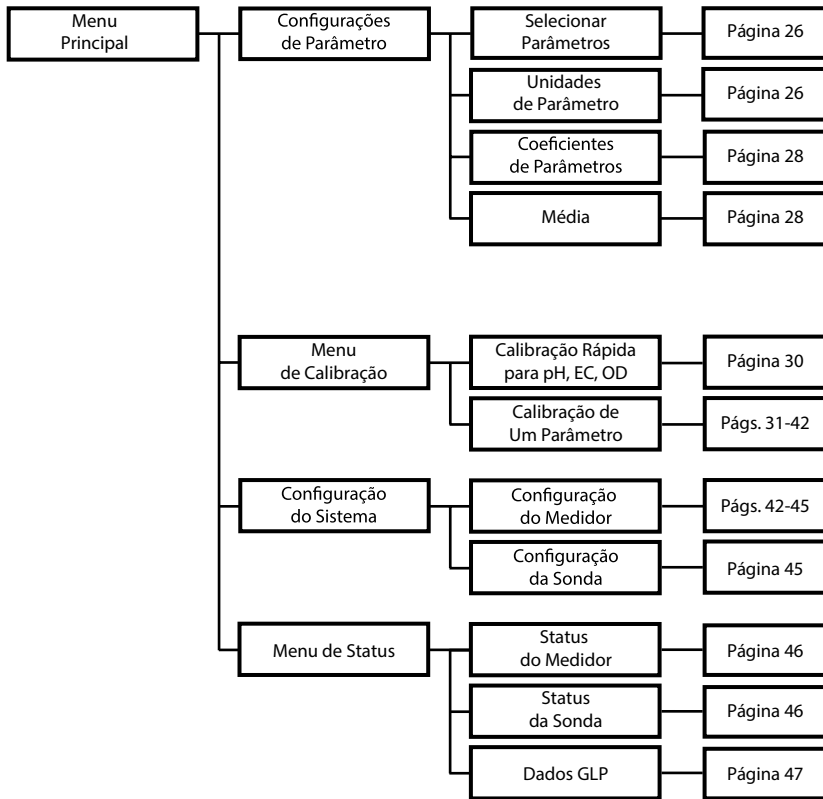 Menu
Principal
Configurações
de Parâmetro
Selecionar
Parâmetros
Página 26
Unidades
de Parâmetro
Página 26
Coeficientes
de Parâmetros
Página 28
Média
Página 28
Menu
de Calibração
Calibração Rápida
para pH, EC, OD
Página 30
Calibração de
Um Parâmetro
Págs. 31-42
Configuração
do Sistema
Configuração
do Medidor
Págs. 42-45
Configuração
da Sonda
Página 45
Menu de Status
Status
do Medidor
Página 46
Status
da Sonda
Página 46
Dados GLP
Página 47